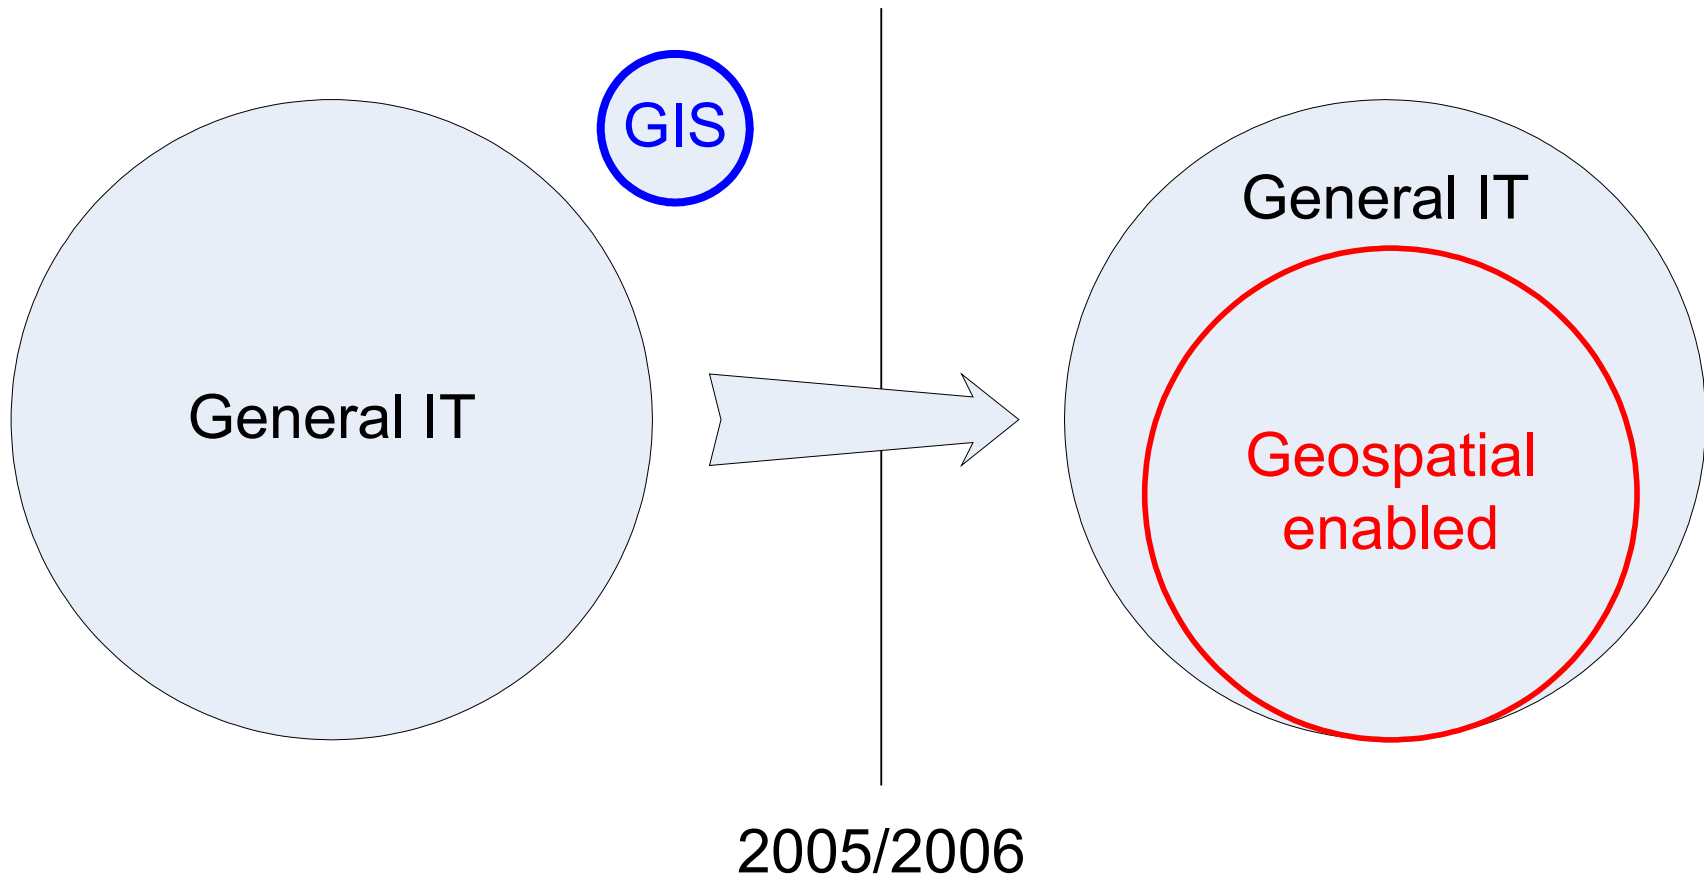 GIS
General IT
General IT
Geospatial
enabled
2005/2006